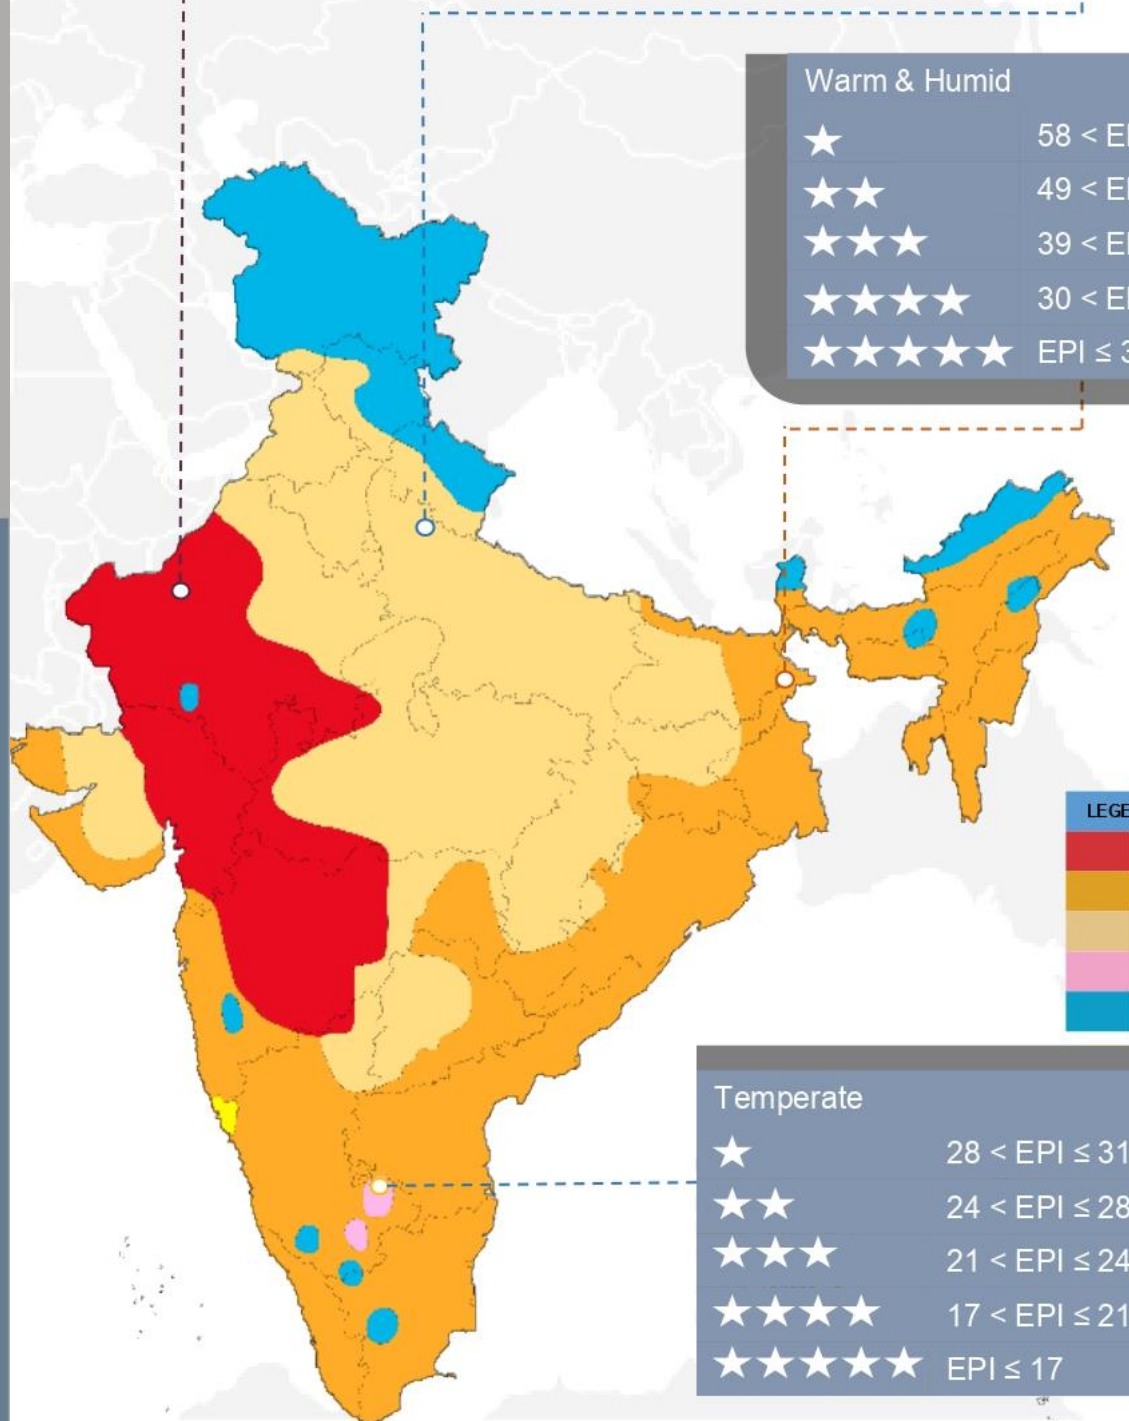 Warm & Humid
★ 58 < EI
★★ 49 < EI
★★★ 39 < EI
★★★★ 30 < EI
★★★★★ EPI ≤ 3
LEGE
Temperate
★ 28 < EPI ≤ 31
★★ 24 < EPI ≤ 28
★★★ 21 < EPI ≤ 24
★★★★ 17 < EPI ≤ 21
★★★★★ EPI ≤ 17